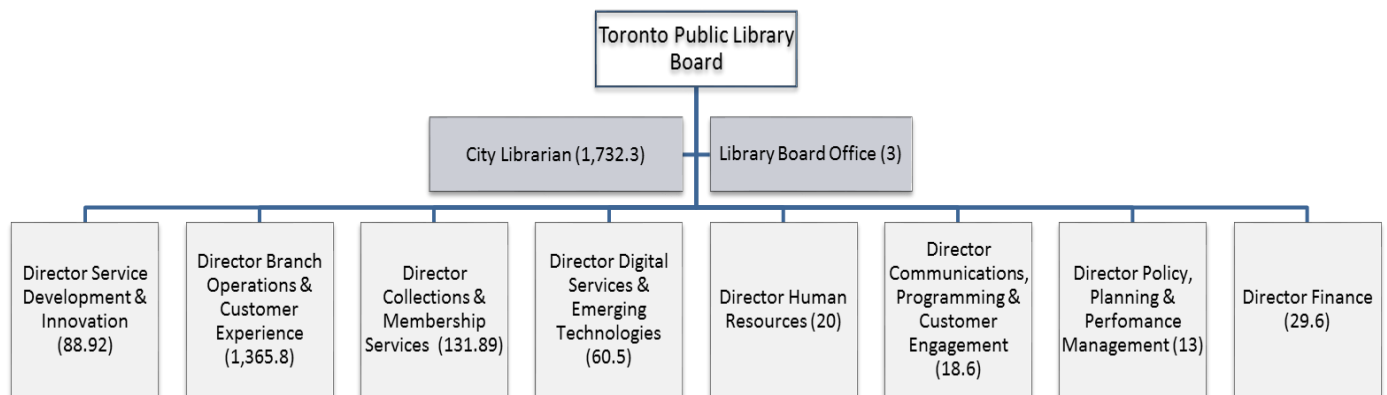 Toronto Public Library
Board
City Librarian (1,732.3)
Library Board Office (3)
Director Service
Development &
Innovation
(88.92)
Director Branch
Operations &
Customer
Experience
(1,365.8)
Director
Collections &
Membership
Services (131.89)
Director Digital
Services &
Emerging
Technologies
(60.5)
Director Human
Resources (20)
Director
Communications,
Programming &
Customer
Engagement
(18.6)
Director Policy,
Planning &
Perfomance
Management (13)
Director Finance
(29.6)